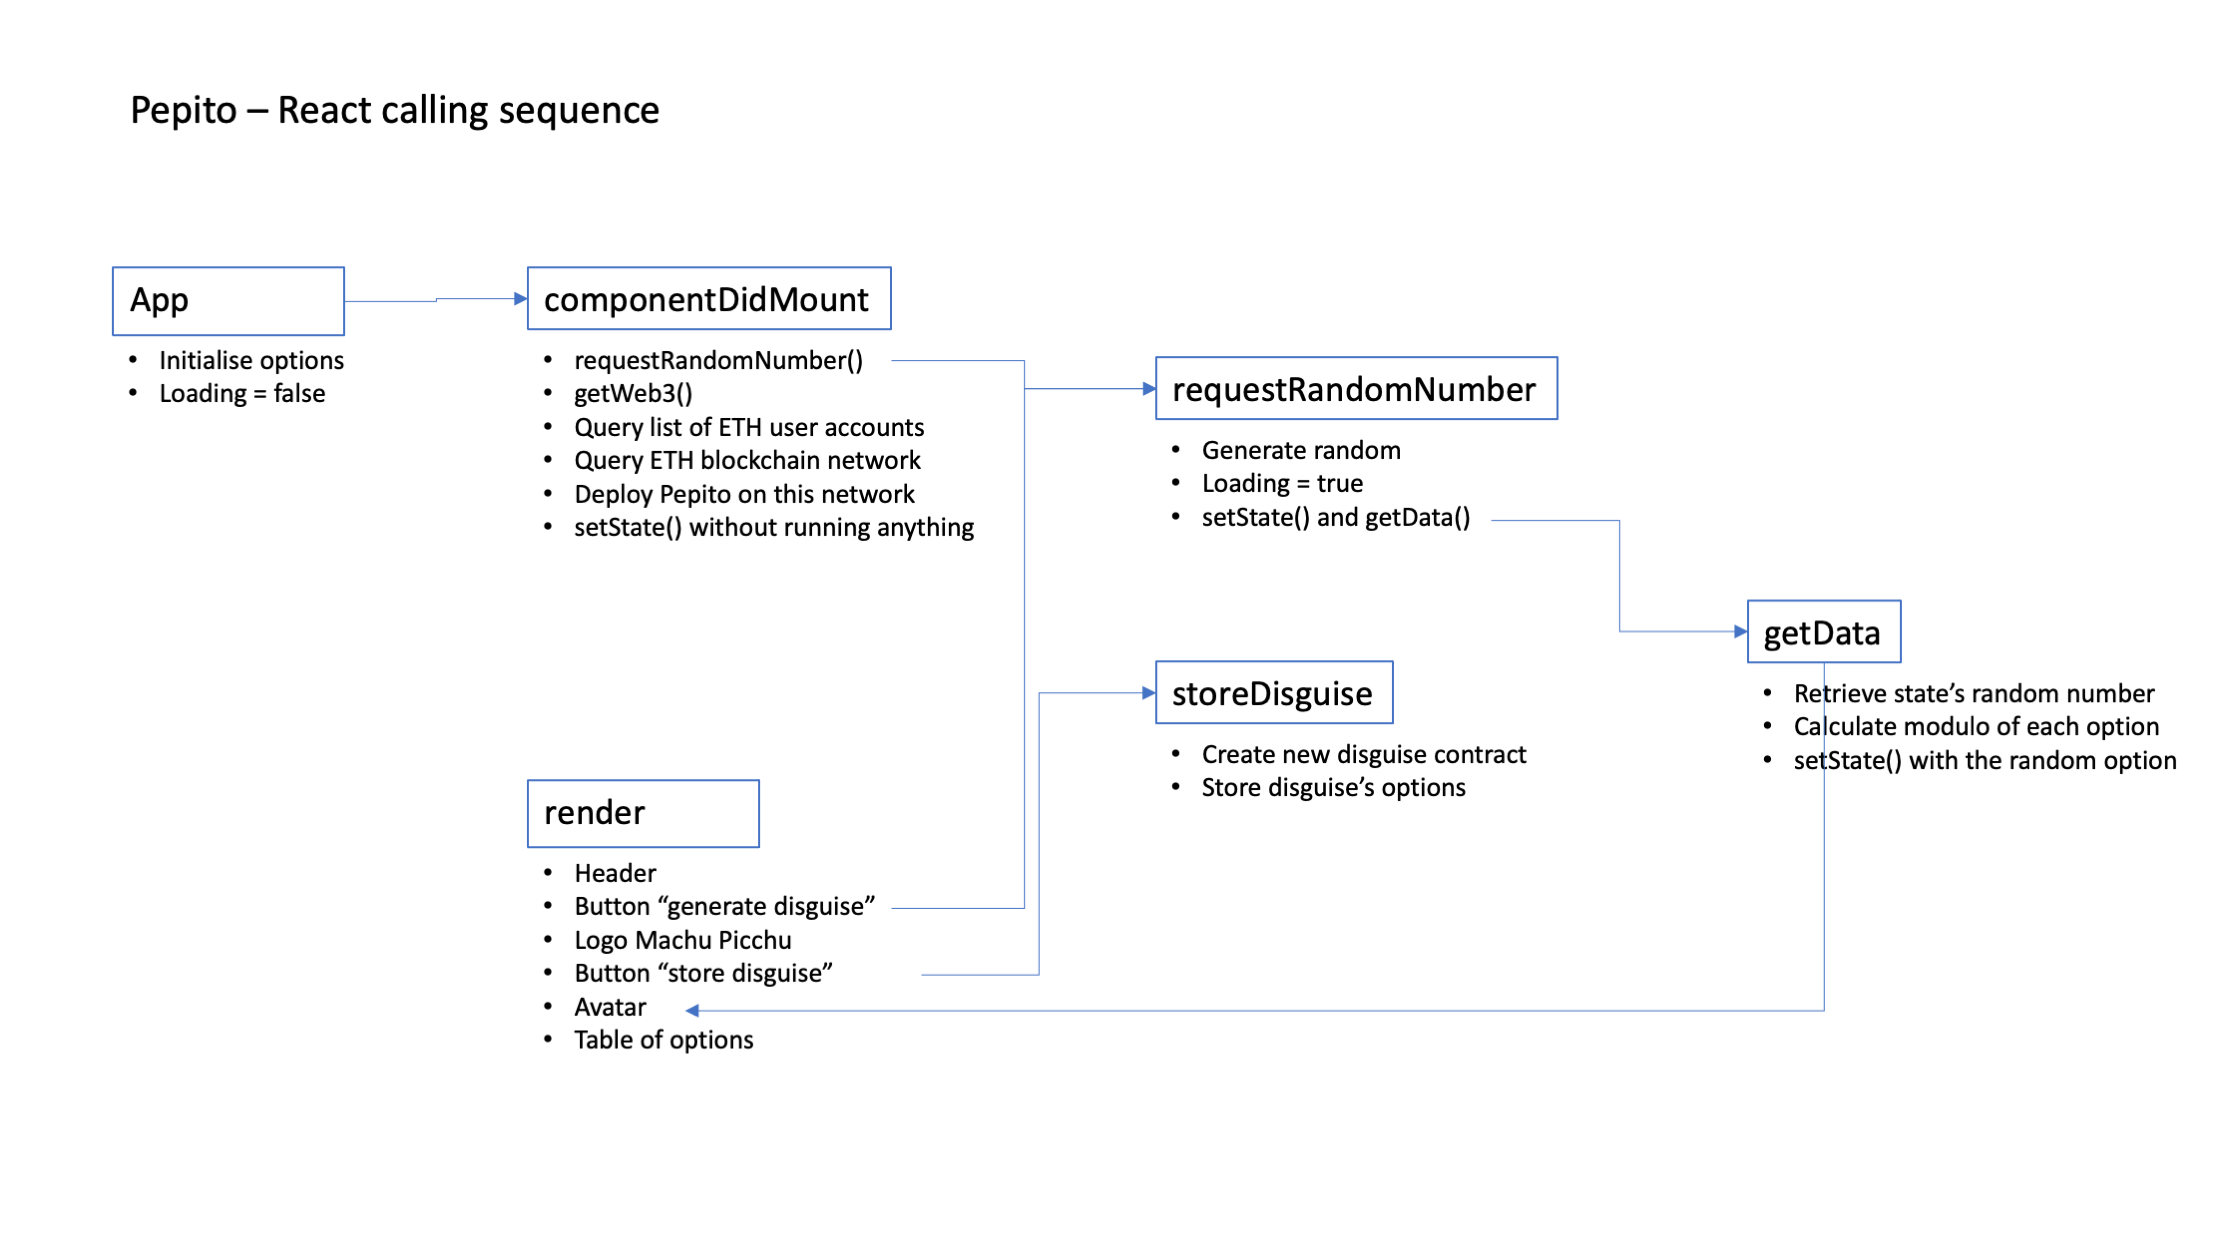 Pepito – React calling sequence
App
• Initialise options
• Loading = false
componentDidMount
• requestRandomNumber()
• getWeb3()
• Query list of ETH user accounts
• Query ETH blockchain network
• Deploy Pepito on this network
• setState() without running anything
requestRandomNumber
• Generate random
• Loading = true
• setState() and getData()
getData
• Retrieve state’s random number
• Calculate modulo of each option
• setState() with the random option
storeDisguise
• Create new disguise contract
• Store disguise’s options
render
• Header
• Button “generate disguise”
• Logo Machu Picchu
• Button “store disguise”
• Avatar
• Table of options